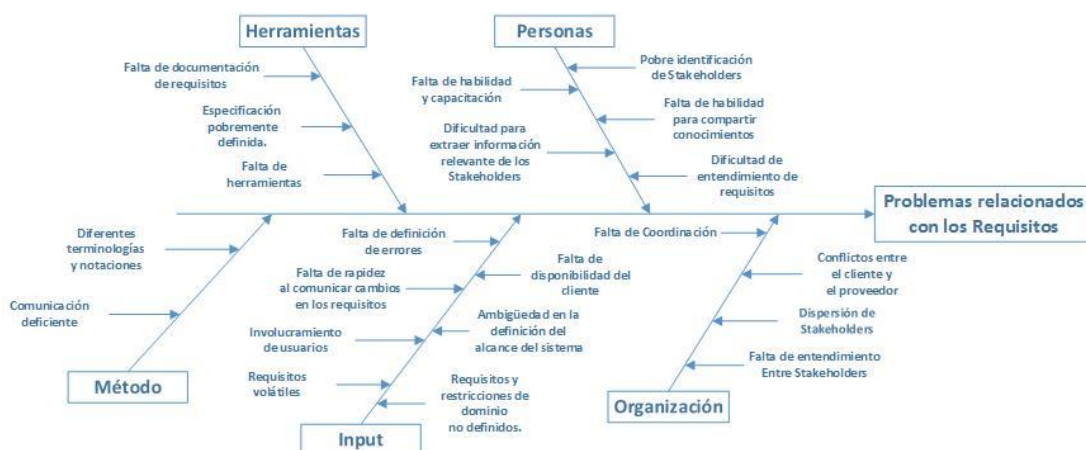 Herramientas
Falta de documentación
de requisitos
Especificación
pobremente
definida.
Falta de
herramientas
Personas
Pobre identificación
de Stakeholders
Falta de habilidad
y capacitación
Falta de habilidad
para compartir
conocimientos
Dificultad para
extraer información
relevante de los
Stakeholders
Dificultad de
entendimiento de
requisitos
Problemas relacionados
con los Requisitos
Diferentes
terminologías
y notaciones
Comunicación
deficiente
Método
Falta de definición
de errores
Falta de
disponibilidad del
cliente
Falta de rapidez
al comunicar cambios
en los requisitos
Ambigüedad en la
definición del
alcance del sistema
Involucramiento
de usuarios
Requisitos
volátiles
Requisitos y
restricciones de
dominio
no definidos.
Input
Falta de Coordinación
Conflictos entre
el cliente y
el proveedor
Dispersión de
Stakeholders
Falta de entendimiento
Entre Stakeholders
Organización